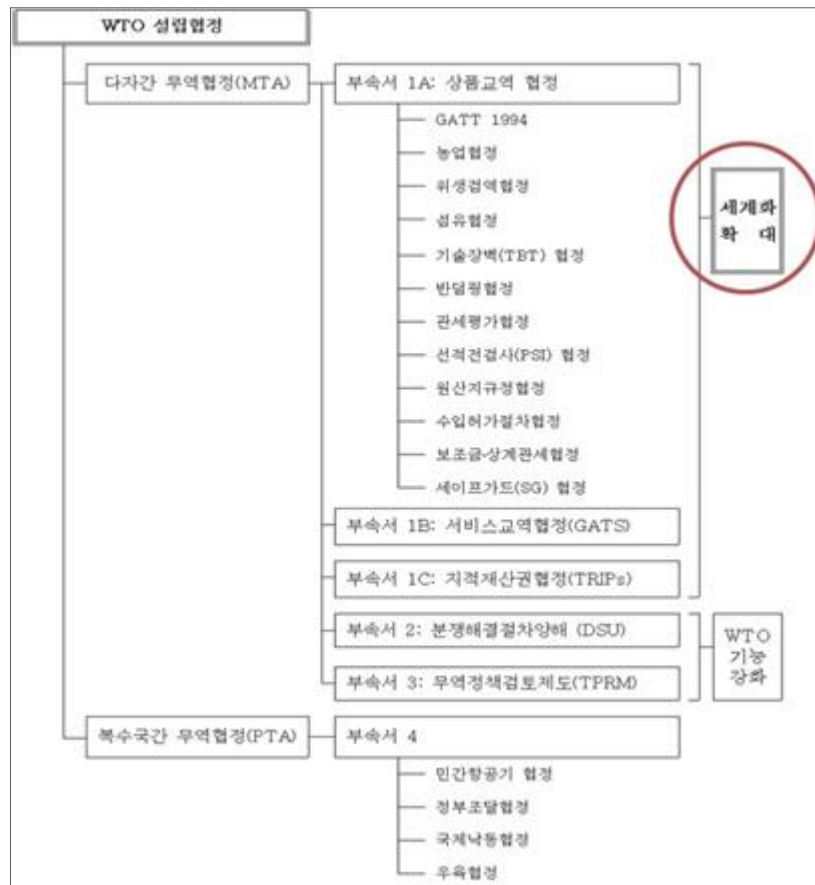 WTO 설립협정
다자간 무역협정(MTA)
부속서 1A: 상품교역 협정
GATT 1994
농업협정
위생검역협정
섬유협정
기술장벽(TBT) 협정
반덤핑협정
관세평가협정
선적전검사(PSI) 협정
원산지규정협정
수입허가절차협정
보조금·상계관세협정
세이프가드(SG) 협정
부속서 1B: 서비스교역협정(GATS)
부속서 1C: 지적재산권협정(TRIPs)
세계화
확 대
부속서 2: 분쟁해결절차양해 (DSU)
부속서 3: 무역정책검토제도(TPRM)
WTO
기능
강화
복수국간 무역협정(PTA)
부속서 4
민간항공기 협정
정부조달협정
국제낙농협정
우육협정